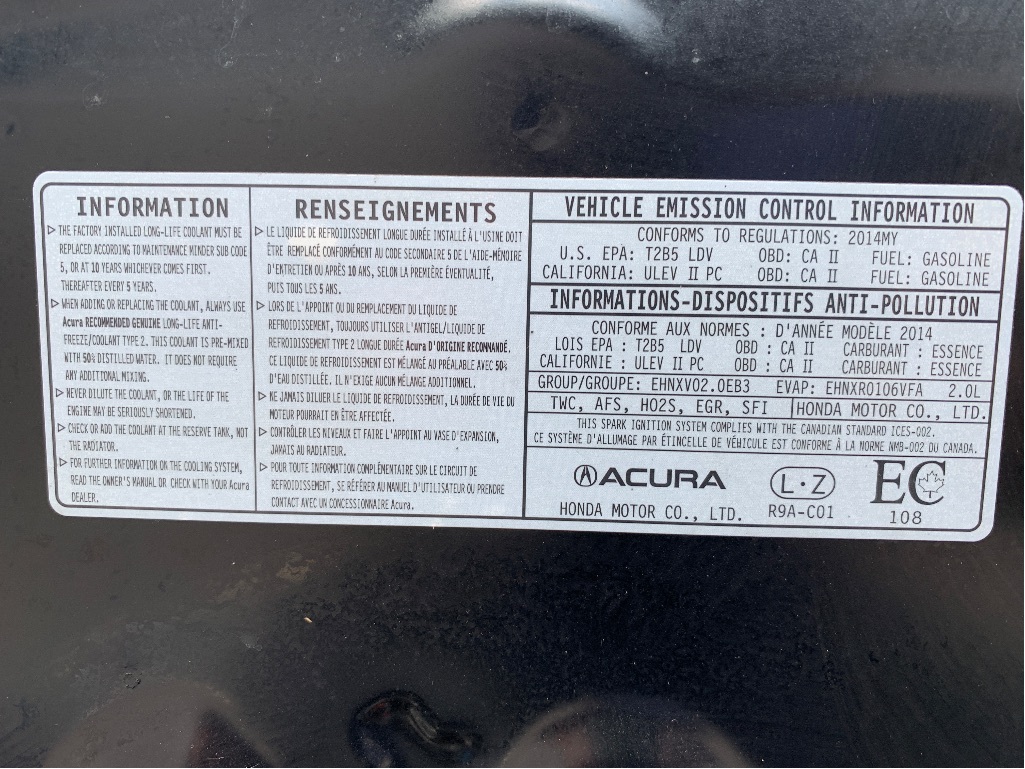 INFORMATION
▷ THE FACTORY INSTALLED LONG-LIFE COOLANT MUST BE
REPLACED ACCORDING TO MAINTENANCE MINDER SUB CODE
5, OR AT 10 YEARS WHICHEVER COMES FIRST.
THEREAFTER EVERY 5 YEARS.
▷ WHEN ADDING OR REPLACING THE COOLANT, ALWAYS USE
Acura RECOMMENDED GENUINE LONG-LIFE ANTI-
FREEZE/COOLANT TYPE 2. THIS COOLANT IS PRE-MIXED
WITH 50% DISTILLED WATER. IT DOES NOT REQUIRE
ANY ADDITIONAL MIXING.
▷ NEVER DILUTE THE COOLANT, OR THE LIFE OF THE
ENGINE MAY BE SERIOUSLY SHORTENED.
▷ CHECK OR ADD THE COOLANT AT THE RESERVE TANK, NOT
THE RADIATOR.
▷ FOR FURTHER INFORMATION ON THE COOLING SYSTEM,
READ THE OWNER'S MANUAL OR CHECK WITH YOUR Acura
DEALER.
RENSEIGNEMENTS
▷ LE LIQUIDE DE REFROIDISSEMENT LONGUE DURÉE INSTALLÉ À L'USINE DOIT
ÊTRE REMPLACÉ CONFORMÉMENT AU CODE SECONDAIRE 5 DE L'AIDE-MÉMOIRE
D'ENTRETIEN OU APRÈS 10 ANS, SELON LA PREMIÈRE ÉVENTUALITÉ,
PUIS TOUS LES 5 ANS.
▷ LORS DE L'APPOINT OU DU REMPLACEMENT DU LIQUIDE DE
REFROIDISSEMENT, TOUJOURS UTILISER L'ANTIGEL/LIQUIDE DE
REFROIDISSEMENT TYPE 2 LONGUE DURÉE Acura D'ORIGINE RECOMMANDÉ.
CE LIQUIDE DE REFROIDISSEMENT EST MÉLANGÉ AU PRÉALABLE AVEC 50%
D'EAU DISTILLÉE. IL N'EXIGE AUCUN MÉLANGE ADDITIONNEL.
▷ NE JAMAIS DILUER LE LIQUIDE DE REFROIDISSEMENT, LA DURÉE DE VIE DU
MOTEUR POURRAIT EN ÊTRE AFFECTÉE.
▷ CONTRÔLER LES NIVEAUX ET FAIRE L'APPOINT AU VASE D'EXPANSION,
JAMAIS AU RADIATEUR.
▷ POUR TOUTE INFORMATION COMPLÉMENTAIRE SUR LE CIRCUIT DE
REFROIDISSEMENT, SE RÉFÉRER AU MANUEL D'UTILISATEUR OU PRENDRE
CONTACT AVEC UN CONCESSIONNAIRE Acura.
VEHICLE EMISSION CONTROL INFORMATION
CONFORMS TO REGULATIONS: 2014MY
U.S. EPA: T2B5 LDV OBD: CA II FUEL: GASOLINE
CALIFORNIA: ULEV II PC OBD: CA II FUEL: GASOLINE
INFORMATIONS-DISPOSITIFS ANTI-POLLUTION
CONFORME AUX NORMES : D'ANNÉE MODÈLE 2014
LOIS EPA : T2B5 LDV OBD : CA II CARBURANT : ESSENCE
CALIFORNIE : ULEV II PC OBD : CA II CARBURANT : ESSENCE
GROUP/GROUPE: EHNXV02.0EB3 EVAP: EHNXR0106VFA 2.0L
TWC, AFS, HO2S, EGR, SFI HONDA MOTOR CO., LTD.
THIS SPARK IGNITION SYSTEM COMPLIES WITH THE CANADIAN STANDARD ICES-002.
CE SYSTÈME D'ALLUMAGE PAR ÉTINCELLE DE VÉHICULE EST CONFORME À LA NORME NMB-002 DU CANADA.
ACURA L·Z EC
HONDA MOTOR CO., LTD. R9A-C01 108